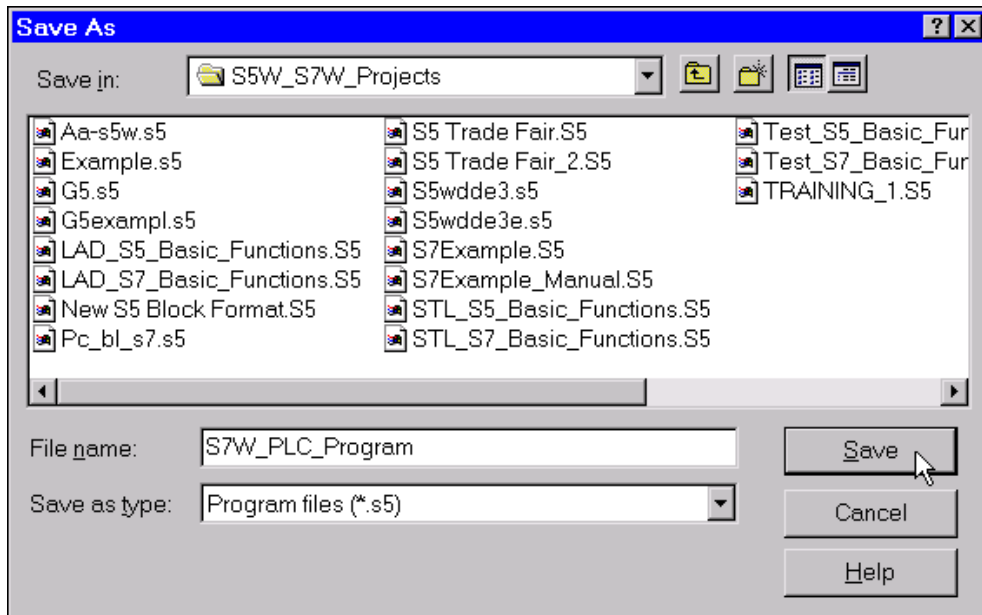 Save As
Save in:
S5W_S7W_Projects
Aa-s5w.s5
Example.s5
G5.s5
G5exampl.s5
LAD_S5_Basic_Functions.S5
LAD_S7_Basic_Functions.S5
New S5 Block Format.S5
Pc_bl_s7.s5
S5 Trade Fair.S5
S5 Trade Fair_2.S5
S5wdde3.s5
S5wdde3e.s5
S7Example.S5
S7Example_Manual.S5
STL_S5_Basic_Functions.S5
STL_S7_Basic_Functions.S5
Test_S5_Basic_Fur
Test_S7_Basic_Fur
TRAINING_1.S5
File name:
S7W_PLC_Program
Save
Save as type:
Program files (*.s5)
Cancel
Help